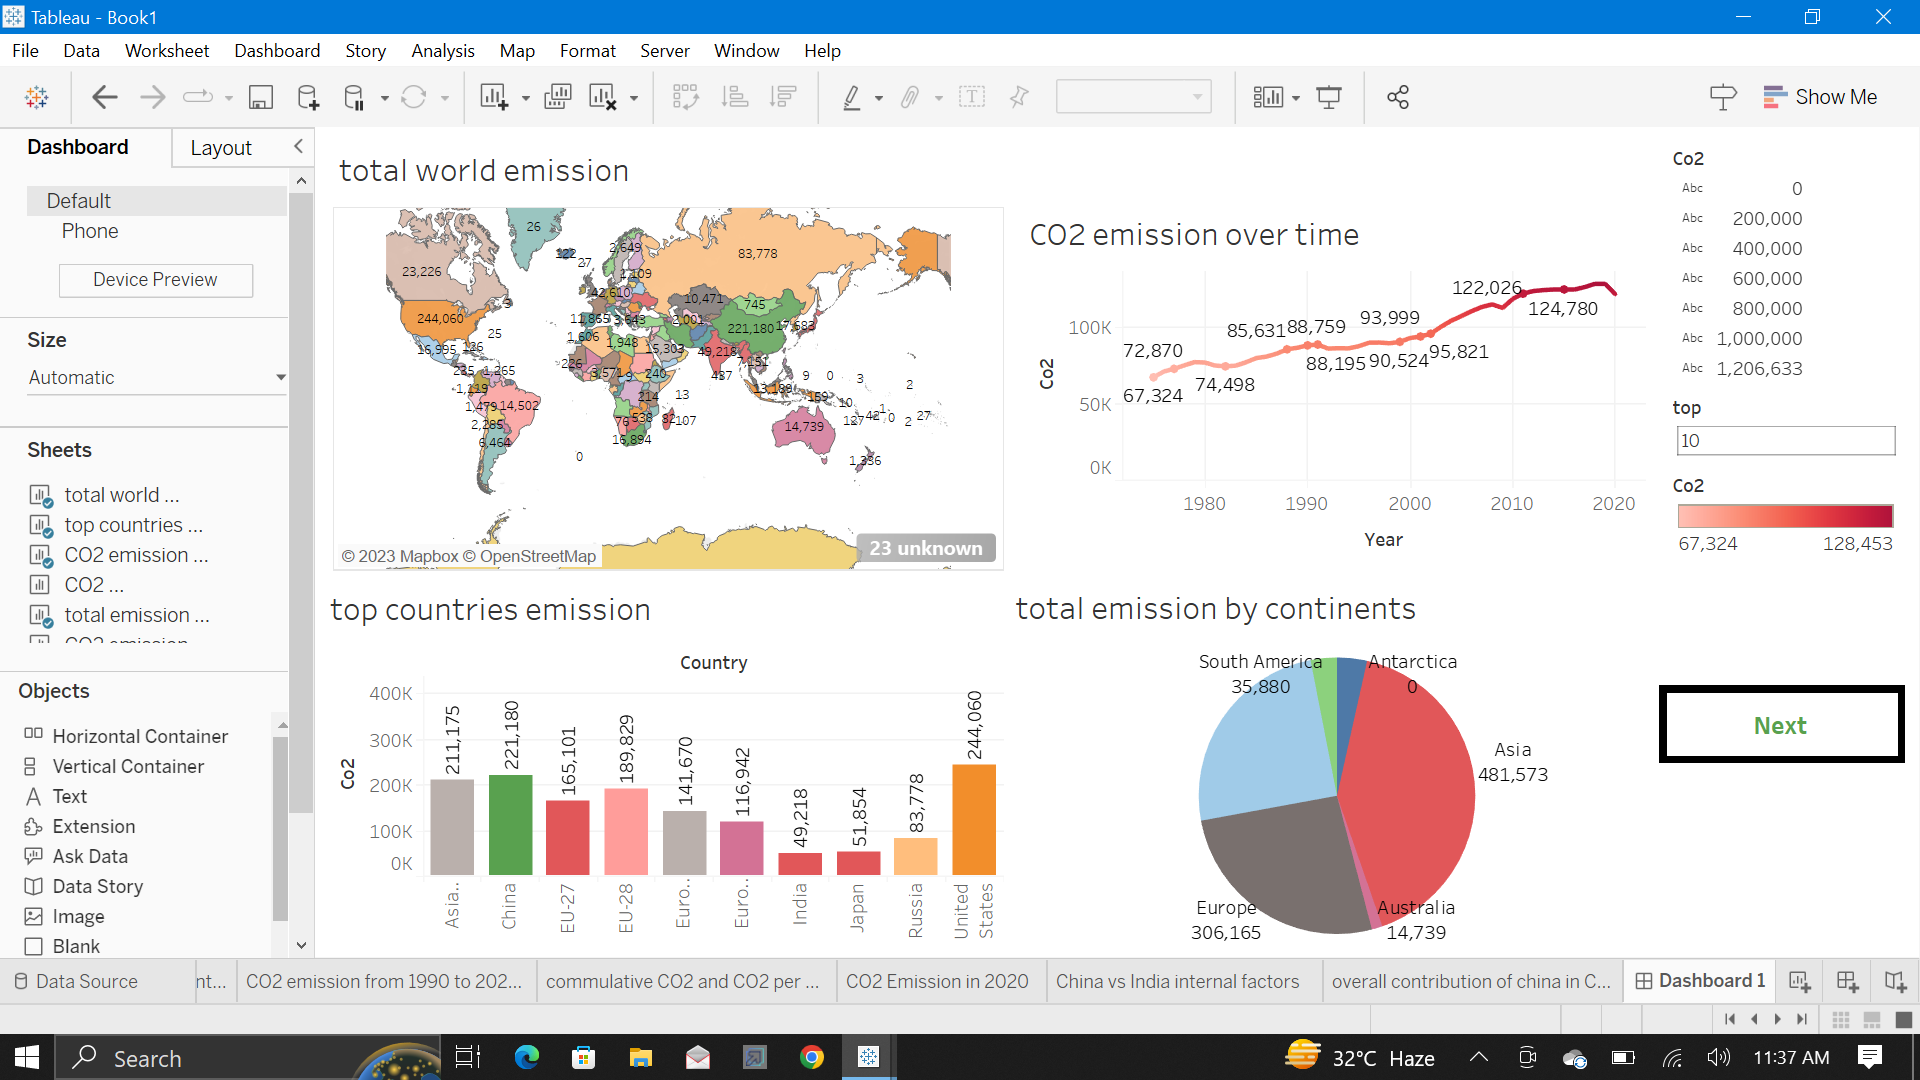 Tableau - Book1
File Data Worksheet Dashboard Story Analysis Map Format Server Window Help
Show Me
Dashboard
Layout
Default
Phone
Device Preview
Size
Automatic
Sheets
total world ...
top countries ...
CO2 emission ...
CO2 ...
total emission ...
Objects
Horizontal Container
Vertical Container
Text
Extension
Ask Data
Data Story
Image
Blank
total world emission
26
122
27
2,649
1,109
83,778
23,226
3
42,610
10,471
745
244,060
25
11,865
3,643
2,001
221,180
17,683
16,995
126
1,606
1,948
15,303
49,218
7,151
235
1,265
226
3,571
9
240
437
9
0
3
2
1,119
214
13
13,189
159
10
1,479
14,502
76
538
82
107
14,739
127
42
1
0
2
27
2,285
6,464
16,894
0
1,336
© 2023 Mapbox © OpenStreetMap
23 unknown
CO2 emission over time
Co2
100K
50K
0K
72,870
67,324
74,498
85,631
88,759
88,195
93,999
90,524
95,821
122,026
124,780
1980 1990 2000 2010 2020
Year
Co2
Abc 0
Abc 200,000
Abc 400,000
Abc 600,000
Abc 800,000
Abc 1,000,000
Abc 1,206,633
top
10
Co2
67,324 128,453
top countries emission
Country
Co2
400K
300K
200K
100K
0K
211,175
221,180
165,101
189,829
141,670
116,942
49,218
51,854
83,778
244,060
Asia..
China
EU-27
EU-28
Euro..
Euro..
India
Japan
Russia
United
States
total emission by continents
South America
35,880
Antarctica
0
Asia
481,573
Europe
306,165
Australia
14,739
Next
Data Source
nt...
CO2 emission from 1990 to 202...
commulative CO2 and CO2 per ...
CO2 Emission in 2020
China vs India internal factors
overall contribution of china in C...
Dashboard 1
Search
32°C Haze
11:37 AM